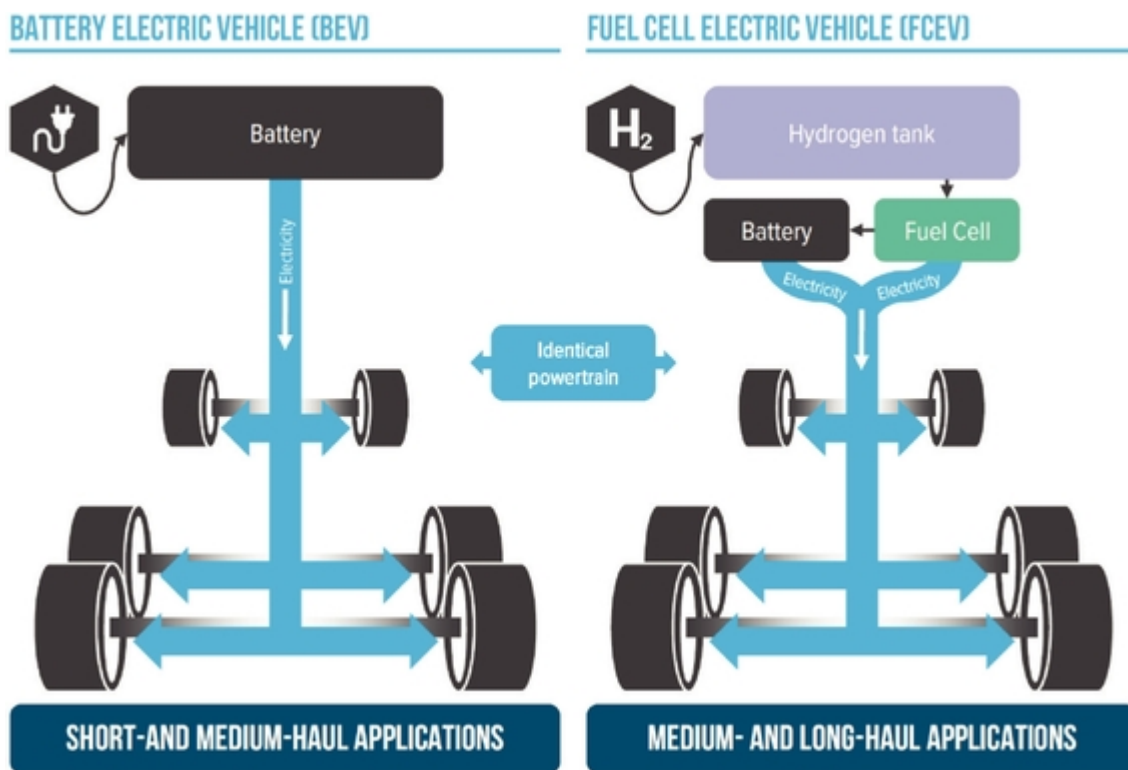 BATTERY ELECTRIC VEHICLE (BEV)
Battery
Electricity
SHORT-AND MEDIUM-HAUL APPLICATIONS
Identical
powertrain
FUEL CELL ELECTRIC VEHICLE (FCEV)
H2
Hydrogen tank
Battery
Fuel Cell
Electricity
Electricity
MEDIUM- AND LONG-HAUL APPLICATIONS